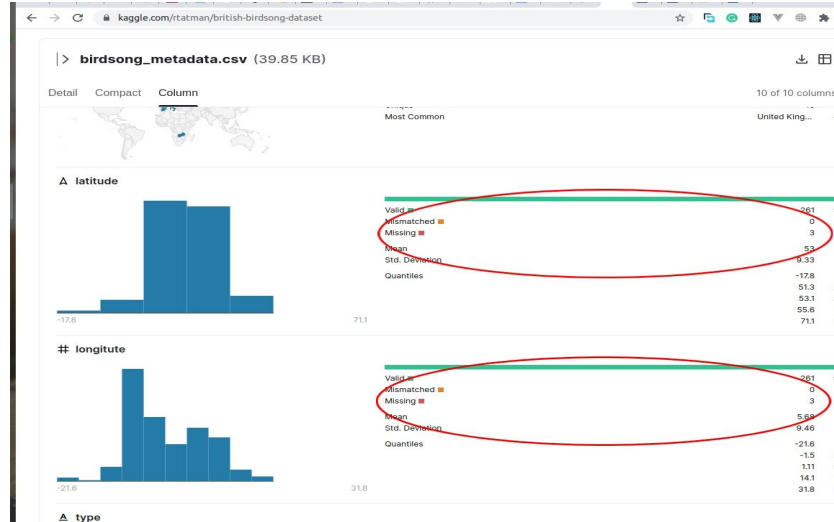 kaggle.com/rtatman/british-birdsong-dataset
birdsong_metadata.csv (39.85 KB)
Detail Compact Column 10 of 10 columns
Most Common United King...
latitude
Valid 261
Mismatched 0
Missing 3
Mean 53
Std. Deviation 9.33
Quantiles -17.8
51.3
53.1
55.6
71.1
-17.8 71.1
# longitute
Valid 261
Mismatched 0
Missing 3
Mean 5.68
Std. Deviation 9.46
Quantiles -21.6
-1.5
1.11
14.1
31.8
-21.6 31.8
A type